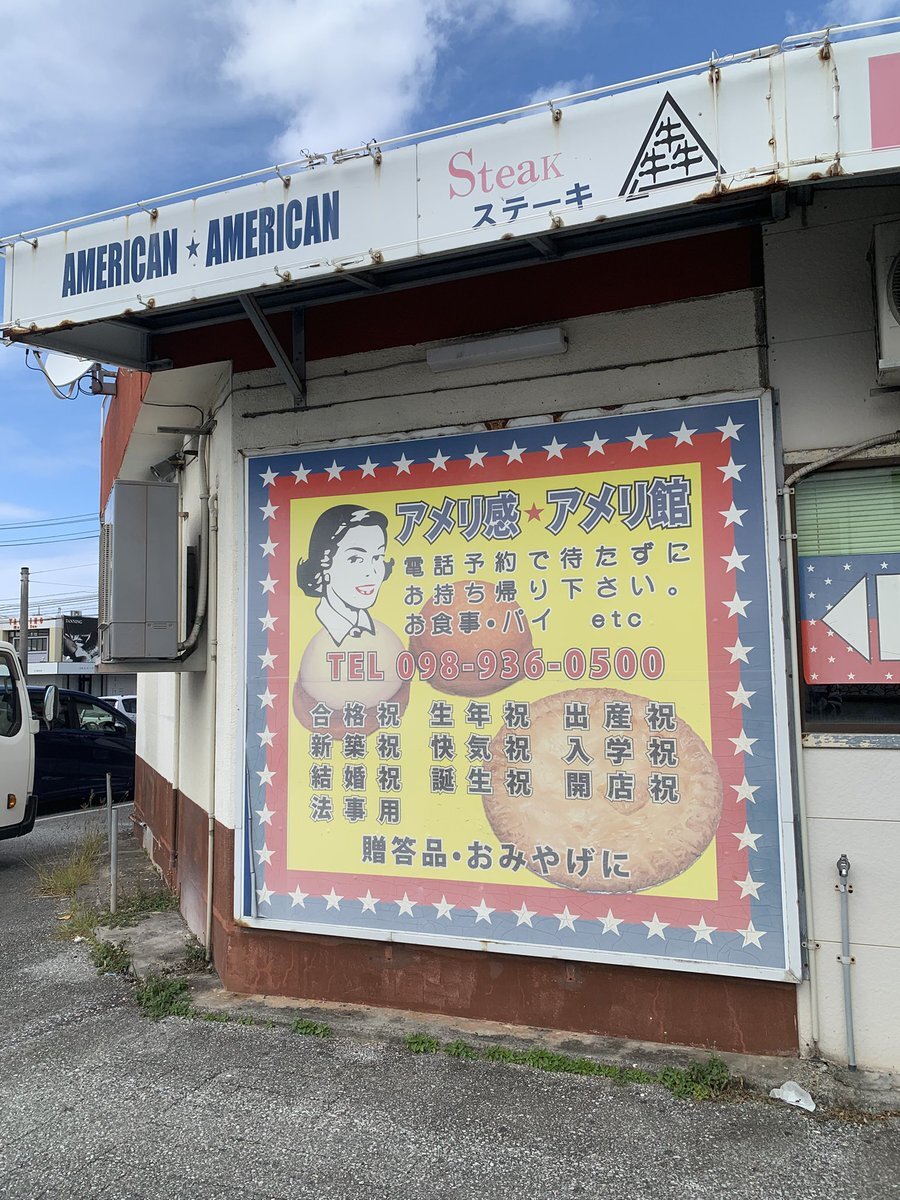 AMERICAN★AMERICAN
Steak
ステーキ
牛
牛牛
アメリ感★アメリ館
電話予約で待たずに
お持ち帰り下さい。
お食事・パイ etc
TEL 098-936-0500
合格祝 生年祝 出産祝
新築祝 快気祝 入学祝
結婚祝 誕生祝 開店祝
法事用
贈答品・おみやげに